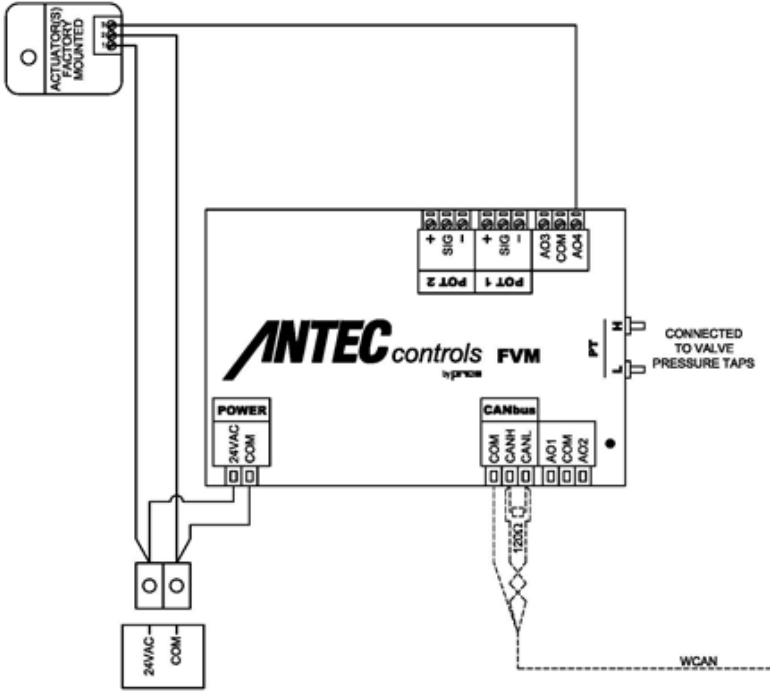 ACTUATOR(S)
FACTORY
MOUNTED
+
SIG
-
+
SIG
-
AO3
COM
AO4
POT 2
POT 1
ANTEC controls FVM
by price
H
PT
L
CONNECTED
TO VALVE
PRESSURE TAPS
POWER
24VAC
COM
CANbus
COM
CANH
CANL
AO1
COM
AO2
120Ω
24VAC
COM
WCAN